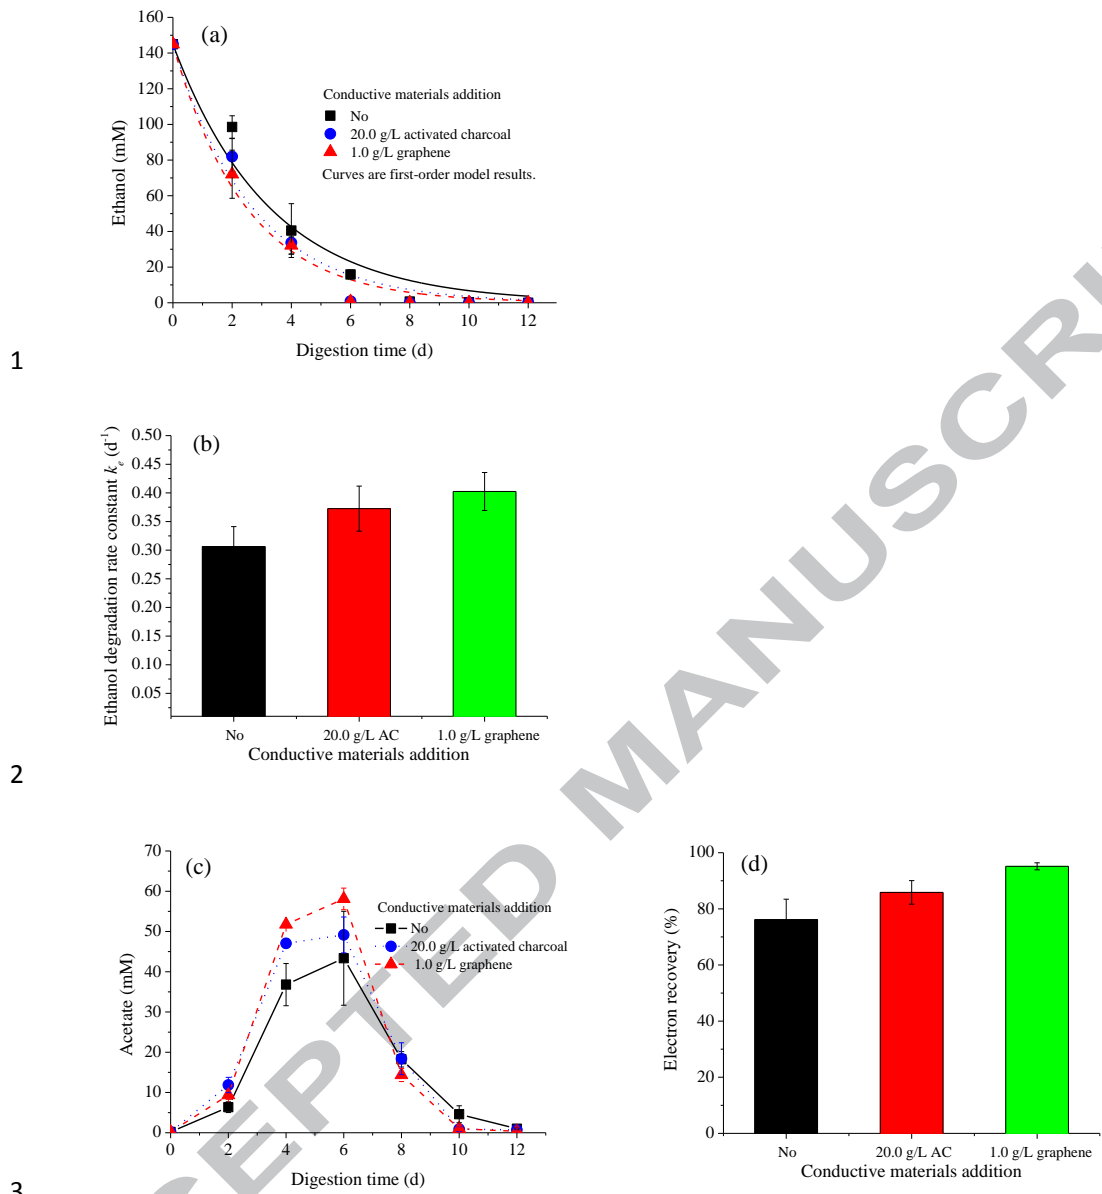 (a)
160
140
120
100
80
60
40
20
0
Ethanol (mM)
Conductive materials addition
No
20.0 g/L activated charcoal
1.0 g/L graphene
Curves are first-order model results.
0 2 4 6 8 10 12
Digestion time (d)
1
(b)
0.50
0.45
0.40
0.35
0.30
0.25
0.20
0.15
0.10
0.05
Ethanol degradation rate constant kₑ (d⁻¹)
No 20.0 g/L AC 1.0 g/L graphene
Conductive materials addition
2
(c)
70
60
50
40
30
20
10
0
Acetate (mM)
Conductive materials addition
No
20.0 g/L activated charcoal
1.0 g/L graphene
0 2 4 6 8 10 12
Digestion time (d)
(d)
100
80
60
40
20
0
Electron recovery (%)
No 20.0 g/L AC 1.0 g/L graphene
Conductive materials addition
3
CEPTED MANUSCRI